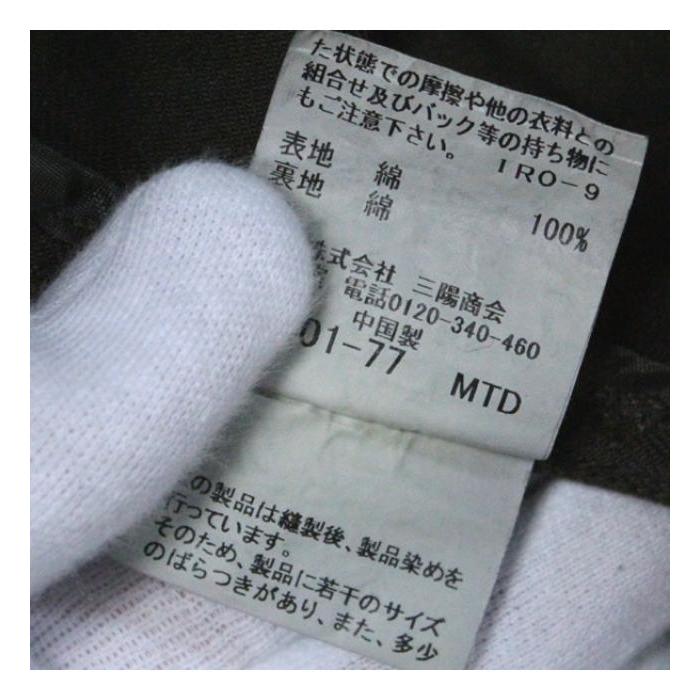 た状態での摩擦や他の衣料との
組合せ及びバック等の持ち物に
もご注意下さい。 IRO-9
表地 綿
裏地 綿 100%
株式会社 三陽商会
電話0120-340-460
中国製
01-77 MTD
の製品は縫製後、製品染めを
行っています。
そのため、製品に若干のサイズ
のばらつきがあり、また、多少